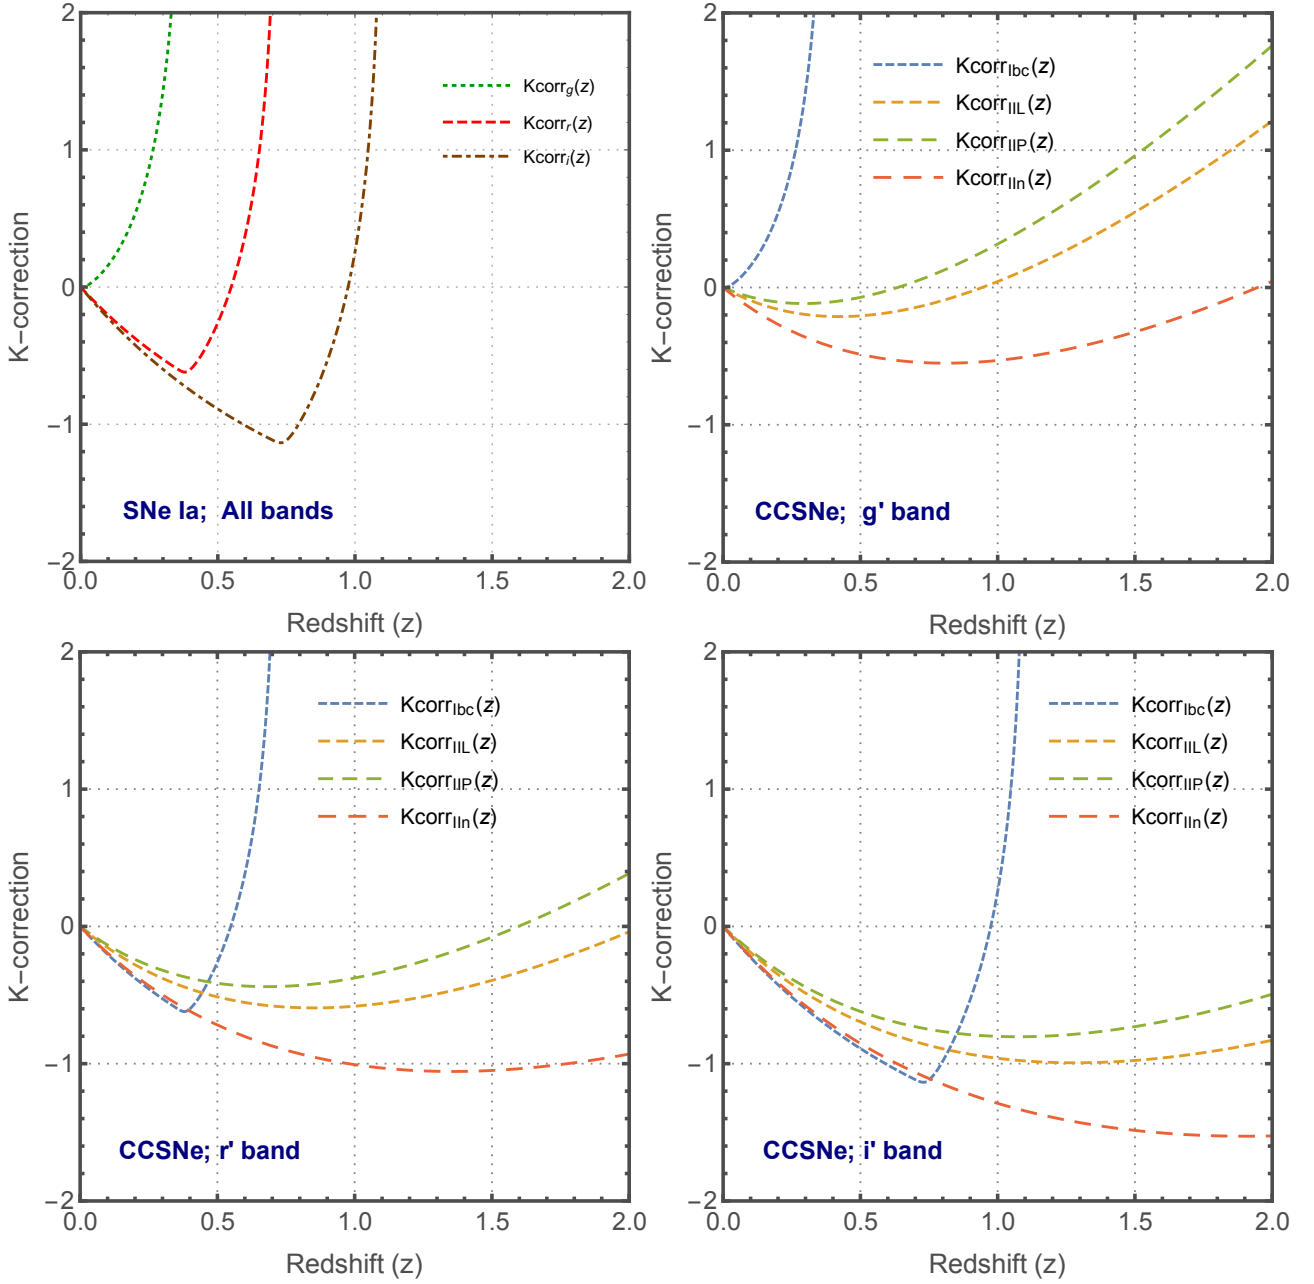 2
1
0
−1
−2
0.0 0.5 1.0 1.5 2.0
K−correction
Redshift (z)
Kcorrg(z)
Kcorrr(z)
Kcorri(z)
SNe Ia; All bands
2
1
0
−1
−2
0.0 0.5 1.0 1.5 2.0
K−correction
Redshift (z)
KcorrIbc(z)
KcorrIIL(z)
KcorrIIP(z)
KcorrIIn(z)
CCSNe; g' band
2
1
0
−1
−2
0.0 0.5 1.0 1.5 2.0
K−correction
Redshift (z)
KcorrIbc(z)
KcorrIIL(z)
KcorrIIP(z)
KcorrIIn(z)
CCSNe; r' band
2
1
0
−1
−2
0.0 0.5 1.0 1.5 2.0
K−correction
Redshift (z)
KcorrIbc(z)
KcorrIIL(z)
KcorrIIP(z)
KcorrIIn(z)
CCSNe; i' band